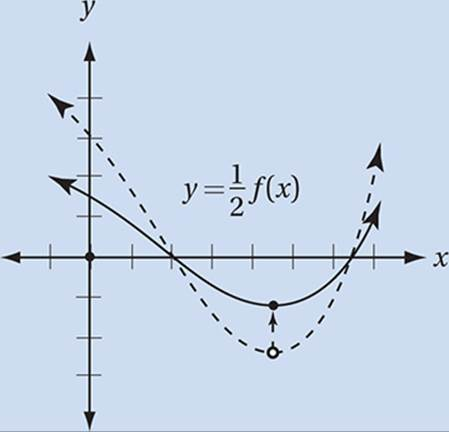 y
y = 1/2 f(x)
x